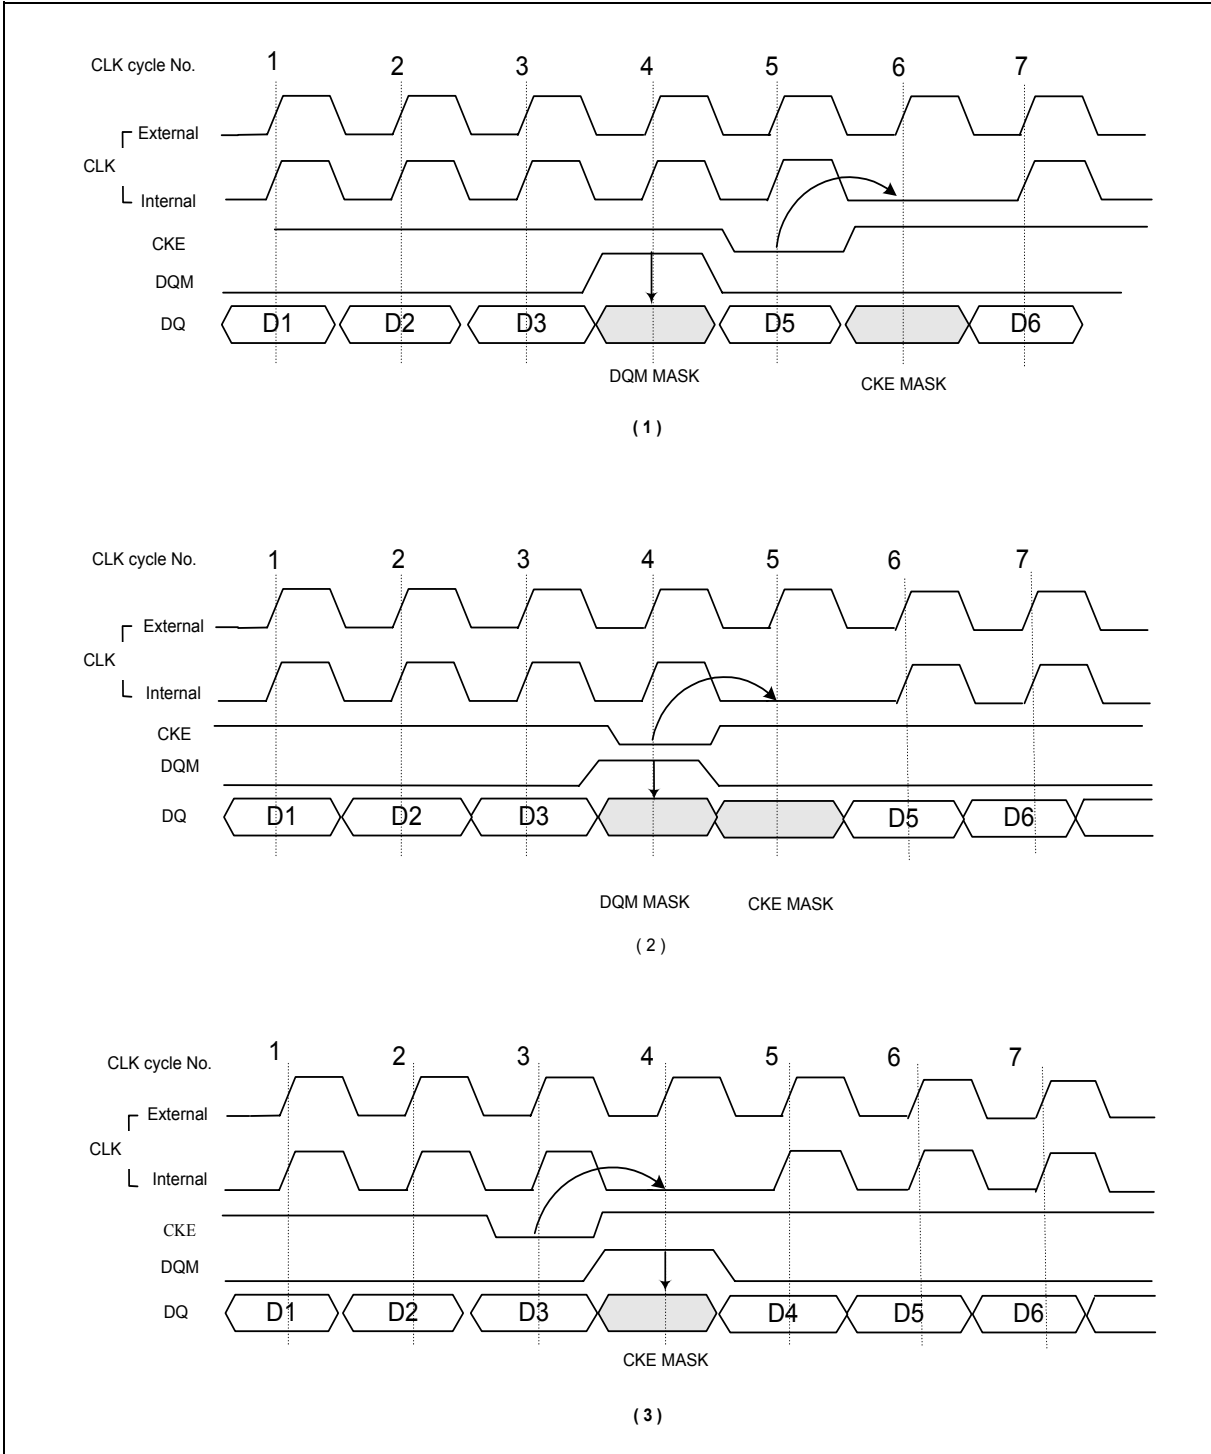 CLK cycle No. 1 2 3 4 5 6 7
External
CLK
Internal
CKE
DQM
DQ D1 D2 D3 D5 D6
DQM MASK CKE MASK
( 1 )
CLK cycle No. 1 2 3 4 5 6 7
External
CLK
Internal
CKE
DQM
DQ D1 D2 D3 D5 D6
DQM MASK CKE MASK
( 2 )
CLK cycle No. 1 2 3 4 5 6 7
External
CLK
Internal
CKE
DQM
DQ D1 D2 D3 D4 D5 D6
CKE MASK
( 3 )